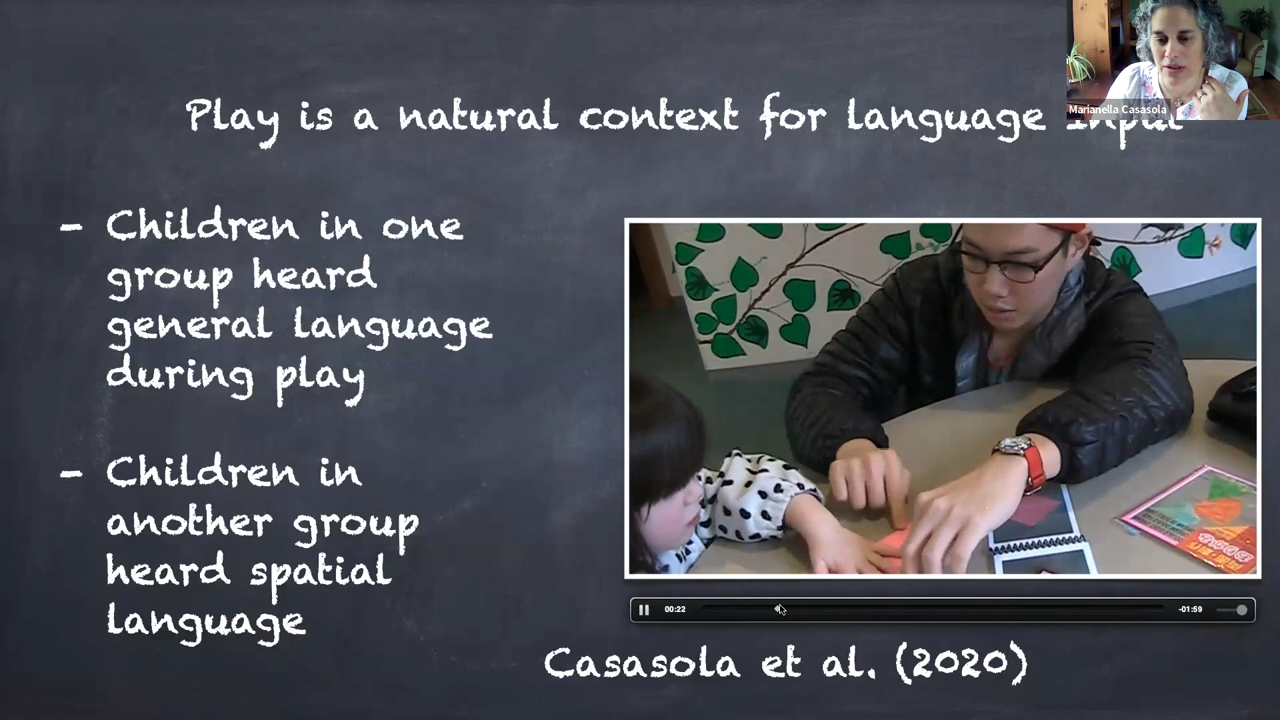 Marianella Casasola
Play is a natural context for language input
- Children in one
group heard
general language
during play
- Children in
another group
heard spatial
language
00:22
-01:59
Casasola et al. (2020)